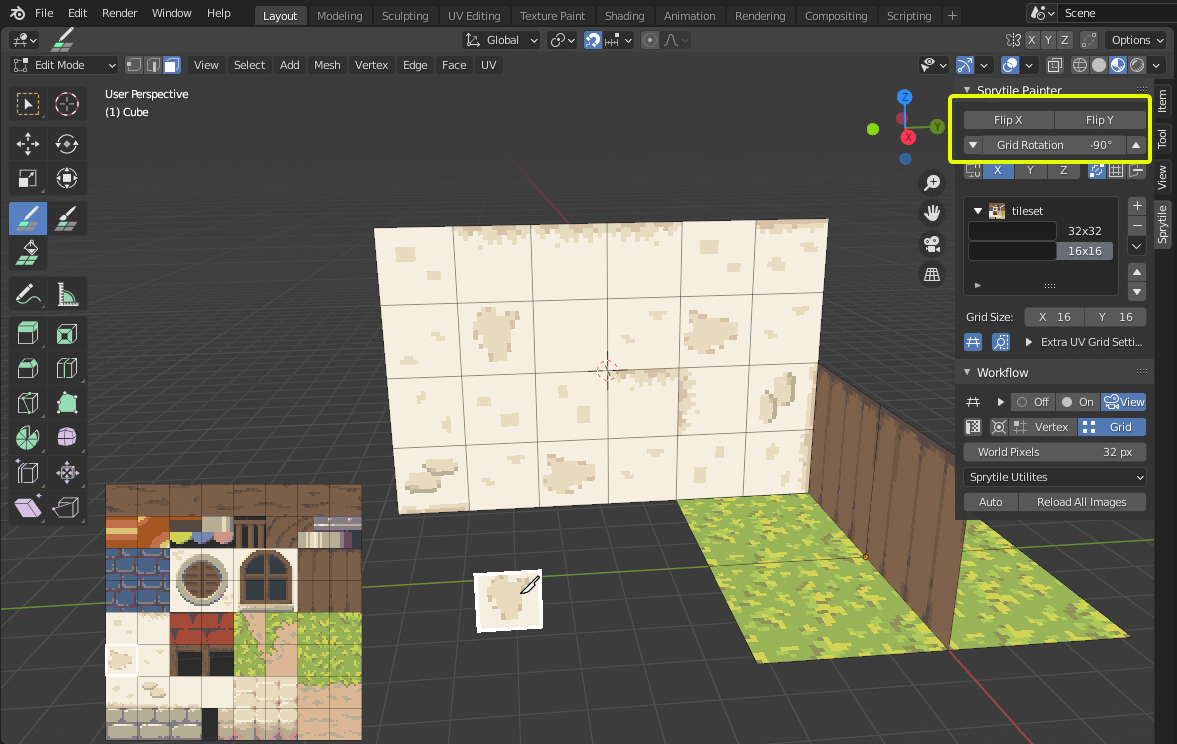 File Edit Render Window Help Layout Modeling Sculpting UV Editing Texture Paint Shading Animation Rendering Compositing Scripting + Scene
Global X Y Z Options
Edit Mode View Select Add Mesh Vertex Edge Face UV
User Perspective
(1) Cube
Z
Y
X
Sprytile Painter
Flip X Flip Y
Grid Rotation -90°
X Y Z
tileset
32x32
16x16
Grid Size: X 16 Y 16
Extra UV Grid Setti...
Workflow
Off On View
Vertex Grid
World Pixels 32 px
Sprytile Utilites
Auto Reload All Images
Item
Tool
View
Sprytile